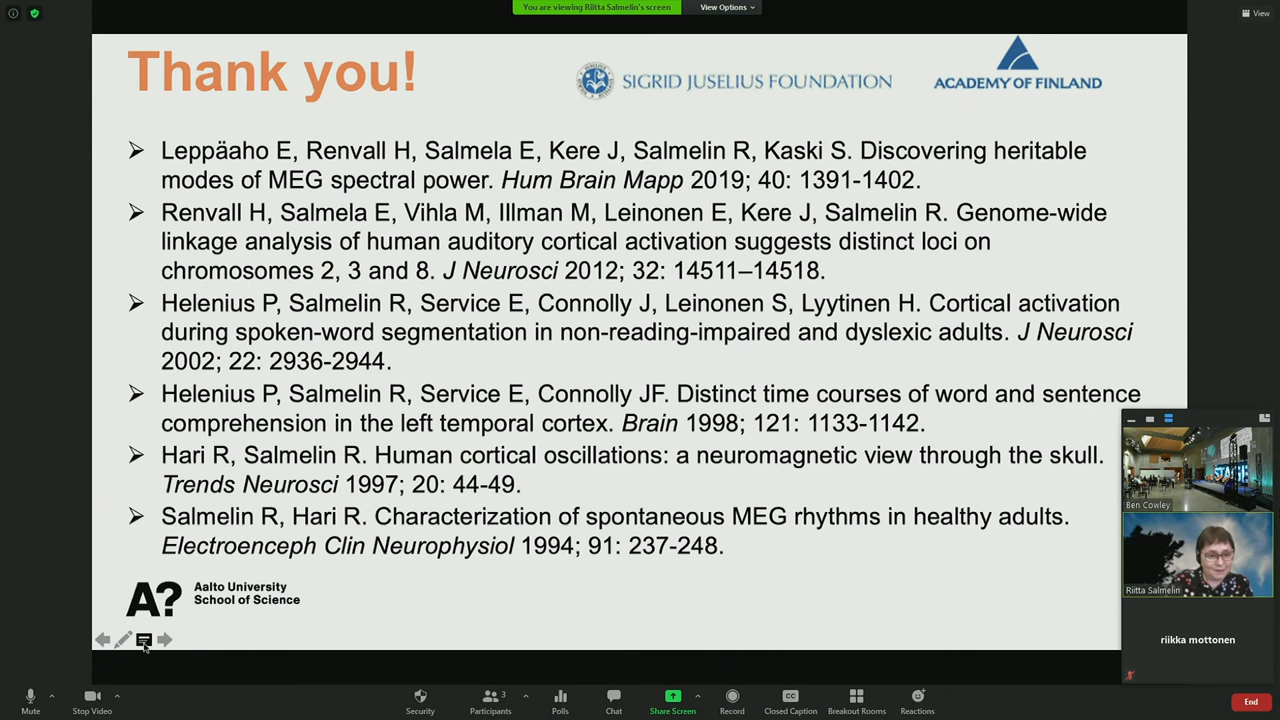 You are viewing Riitta Salmelin's screen
View Options
View
Thank you!
SIGRID JUSELIUS FOUNDATION
ACADEMY OF FINLAND
Leppäaho E, Renvall H, Salmela E, Kere J, Salmelin R, Kaski S. Discovering heritable
modes of MEG spectral power. Hum Brain Mapp 2019; 40: 1391-1402.
Renvall H, Salmela E, Vihla M, Illman M, Leinonen E, Kere J, Salmelin R. Genome-wide
linkage analysis of human auditory cortical activation suggests distinct loci on
chromosomes 2, 3 and 8. J Neurosci 2012; 32: 14511–14518.
Helenius P, Salmelin R, Service E, Connolly J, Leinonen S, Lyytinen H. Cortical activation
during spoken-word segmentation in non-reading-impaired and dyslexic adults. J Neurosci
2002; 22: 2936-2944.
Helenius P, Salmelin R, Service E, Connolly JF. Distinct time courses of word and sentence
comprehension in the left temporal cortex. Brain 1998; 121: 1133-1142.
Hari R, Salmelin R. Human cortical oscillations: a neuromagnetic view through the skull.
Trends Neurosci 1997; 20: 44-49.
Salmelin R, Hari R. Characterization of spontaneous MEG rhythms in healthy adults.
Electroenceph Clin Neurophysiol 1994; 91: 237-248.
A?
Aalto University
School of Science
Ben Cowley
Riitta Salmelin
riikka mottonen
Mute
Stop Video
Security
Participants
3
Polls
Chat
Share Screen
Record
Closed Caption
Breakout Rooms
Reactions
End